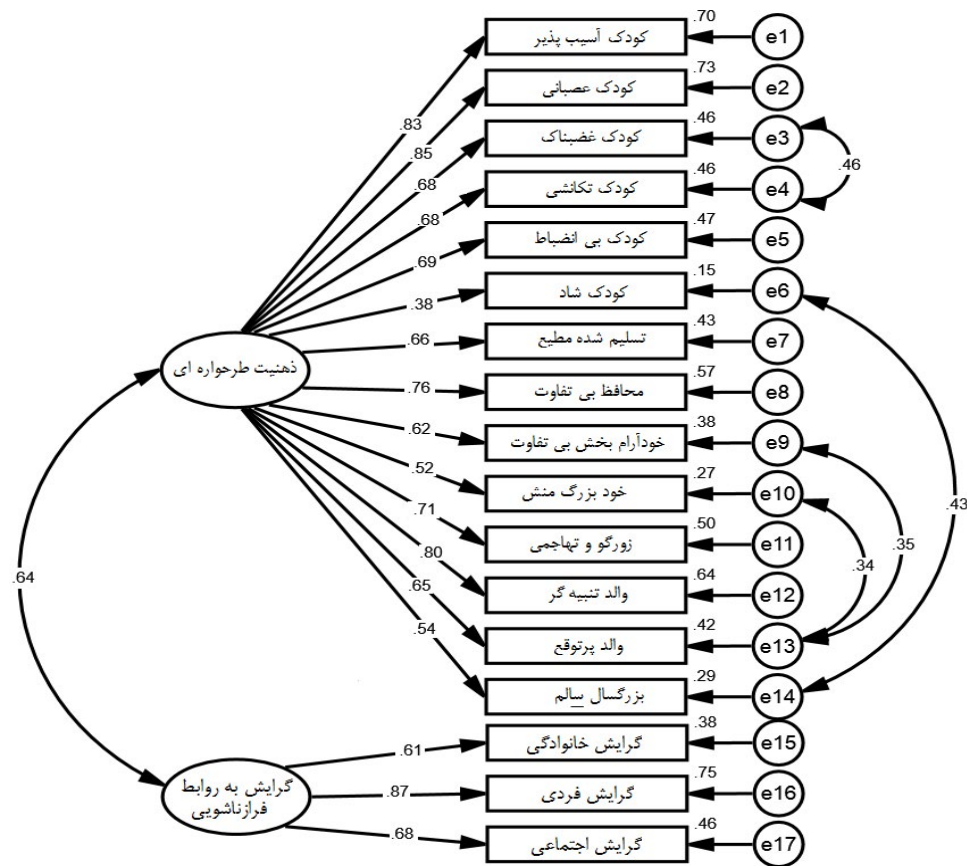 .70
کودک آسیب پذیر
e1
.73
کودک عصبانی
e2
.83
.46
کودک غضبناک
e3
.85
.46
.46
کودک تکانشی
e4
.68
.68
.47
کودک بی انضباط
e5
.69
.15
کودک شاد
e6
.38
.43
تسلیم شده مطیع
e7
.66
ذهنیت طرحواره ای
.57
محافظ بی تفاوت
e8
.76
.38
خودآرام بخش بی تفاوت
e9
.62
.27
خود بزرگ منش
e10
.52
.43
.50
زورگو و تهاجمی
e11
.71
.35
.34
.64
والد تنبیه گر
e12
.80
.64
.42
والد پرتوقع
e13
.65
.29
بزرگسال سالم
e14
.54
.38
گرایش خانوادگی
e15
.61
گرایش به روابط
فرازناشویی
.75
گرایش فردی
e16
.87
.46
گرایش اجتماعی
e17
.68